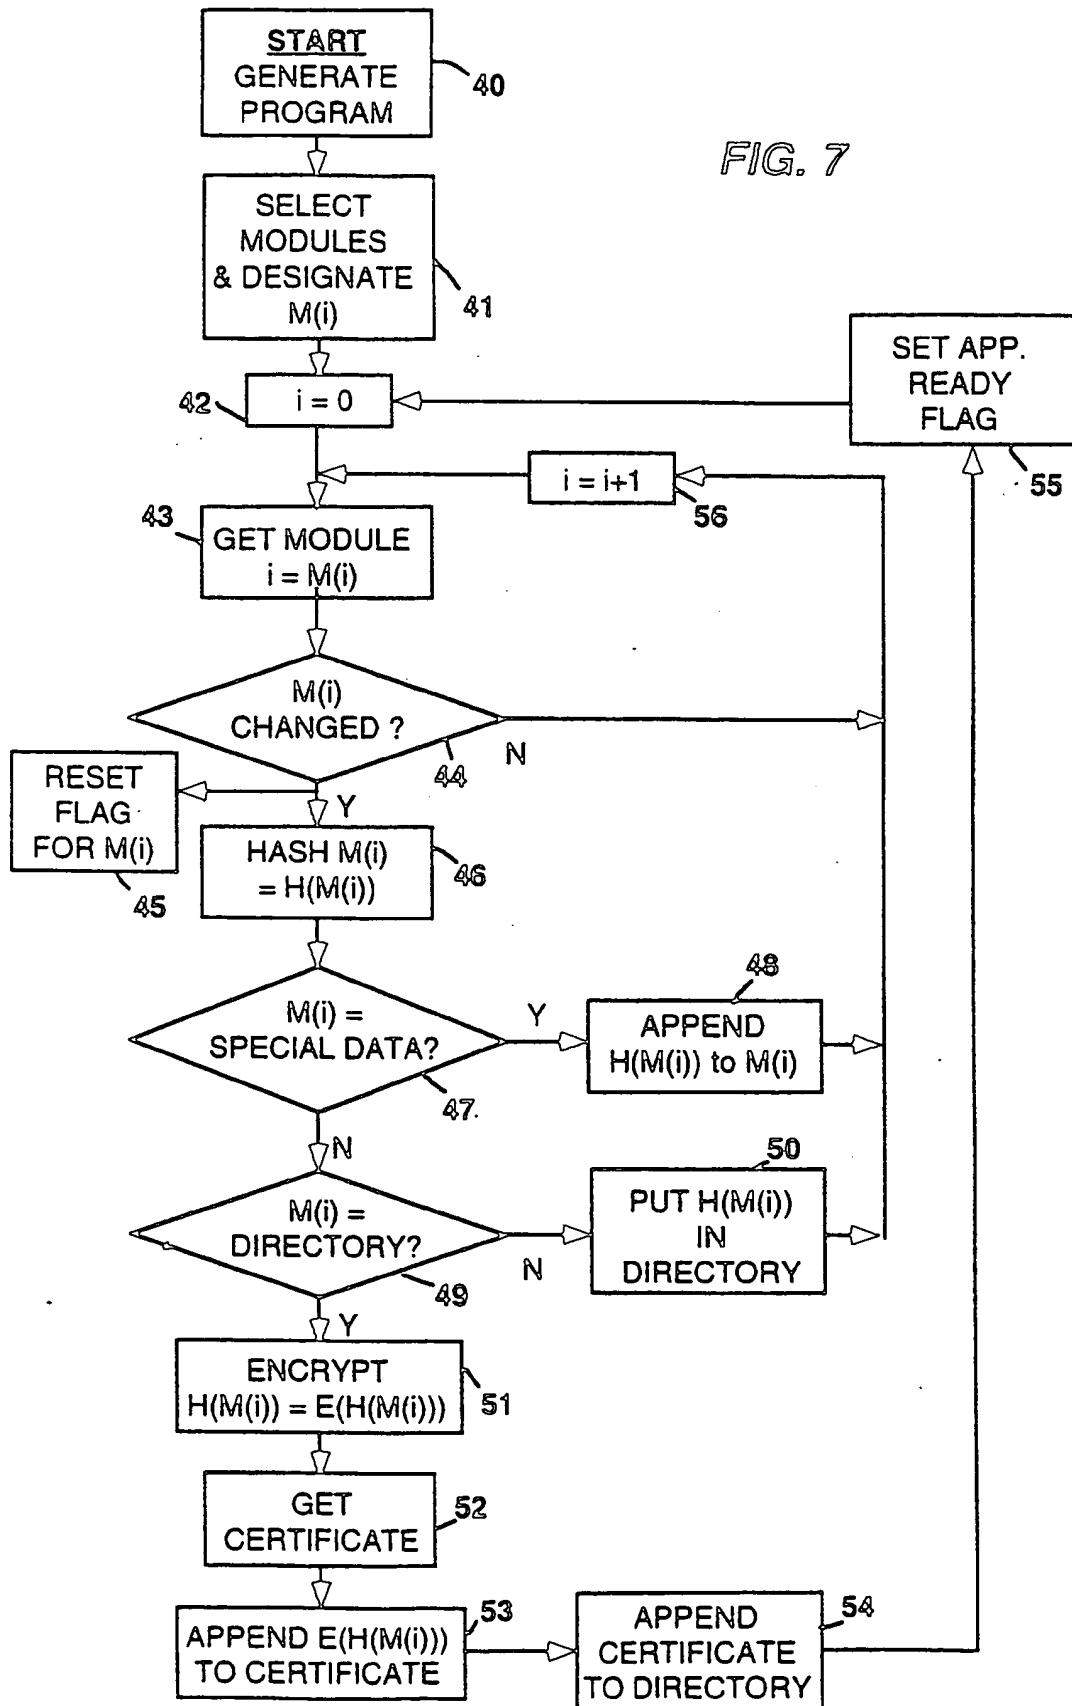 START
GENERATE
PROGRAM
40
FIG. 7
SELECT
MODULES
& DESIGNATE
M(i)
41
SET APP.
READY
FLAG
55
42
i = 0
i = i+1
56
43
GET MODULE
i = M(i)
M(i)
CHANGED ?
44
N
RESET
FLAG
FOR M(i)
45
Y
HASH M(i)
= H(M(i))
46
M(i) =
SPECIAL DATA?
47
Y
48
APPEND
H(M(i)) to M(i)
N
M(i) =
DIRECTORY?
49
N
50
PUT H(M(i))
IN
DIRECTORY
Y
ENCRYPT
H(M(i)) = E(H(M(i)))
51
GET
CERTIFICATE
52
APPEND E(H(M(i)))
TO CERTIFICATE
53
APPEND
CERTIFICATE
TO DIRECTORY
54